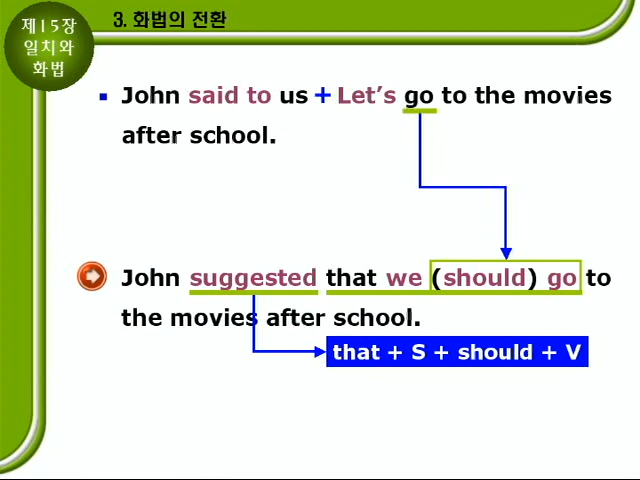 제15장
일치와
화법
3. 화법의 전환
John said to us + Let’s go to the movies
after school.
John suggested that we (should) go to
the movies after school.
that + S + should + V